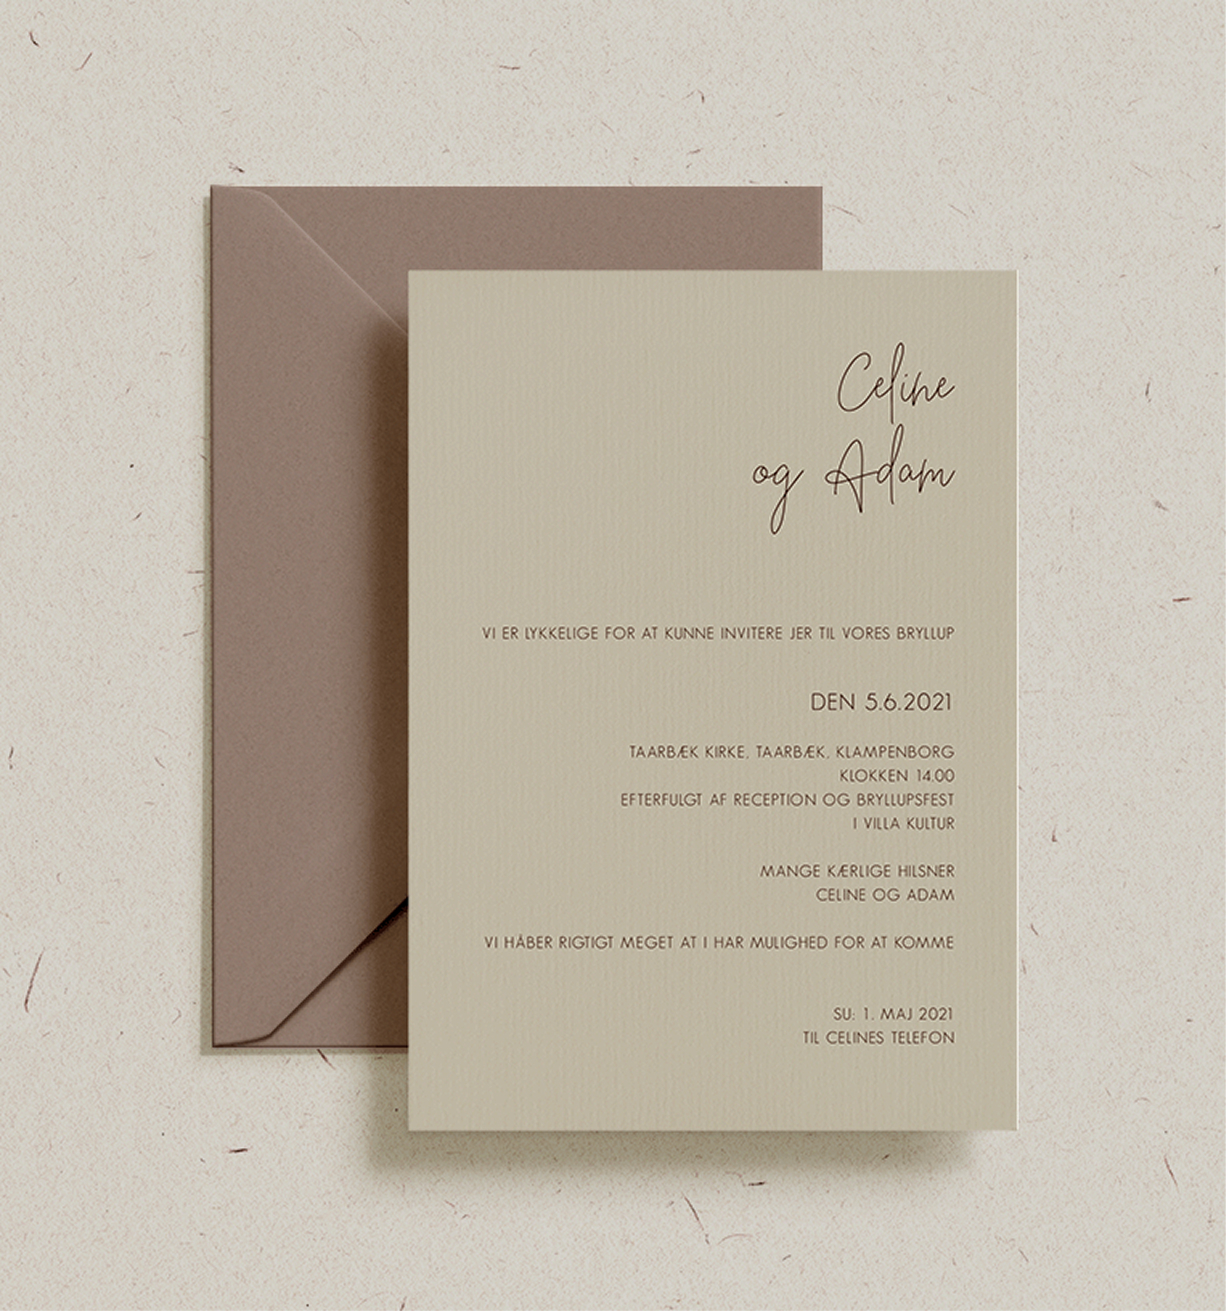 Celine
og Adam
VI ER LYKKELIGE FOR AT KUNNE INVITERE JER TIL VORES BRYLLUP
DEN 5.6.2021
TAARBÆK KIRKE, TAARBÆK, KLAMPENBORG
KLOKKEN 14.00
EFTERFULGT AF RECEPTION OG BRYLLUPSFEST
I VILLA KULTUR
MANGE KÆRLIGE HILSNER
CELINE OG ADAM
VI HÅBER RIGTIGT MEGET AT I HAR MULIGHED FOR AT KOMME
SU: 1. MAJ 2021
TIL CELINES TELEFON